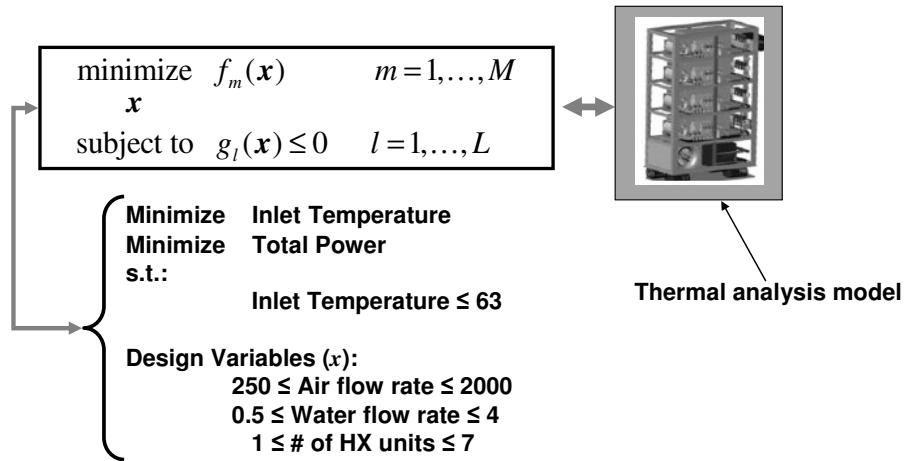 minimize f_m(x) m = 1,…,M
x
subject to g_l(x) ≤ 0 l = 1,…,L
Minimize Inlet Temperature
Minimize Total Power
s.t.:
Inlet Temperature ≤ 63
Thermal analysis model
Design Variables (x):
250 ≤ Air flow rate ≤ 2000
0.5 ≤ Water flow rate ≤ 4
1 ≤ # of HX units ≤ 7